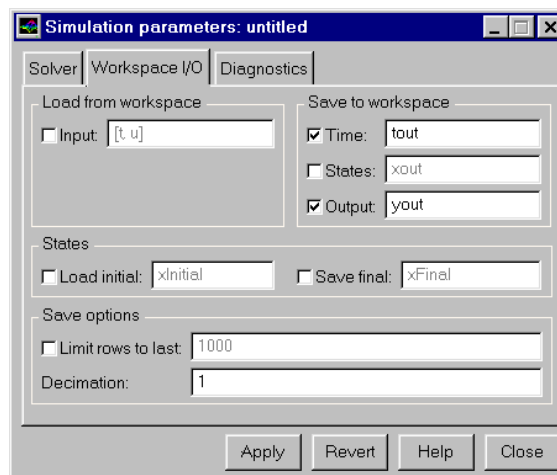 Simulation parameters: untitled
Solver Workspace I/O Diagnostics
Load from workspace
Input: [t, u]
Save to workspace
Time: tout
States: xout
Output: yout
States
Load initial: xInitial Save final: xFinal
Save options
Limit rows to last: 1000
Decimation: 1
Apply Revert Help Close